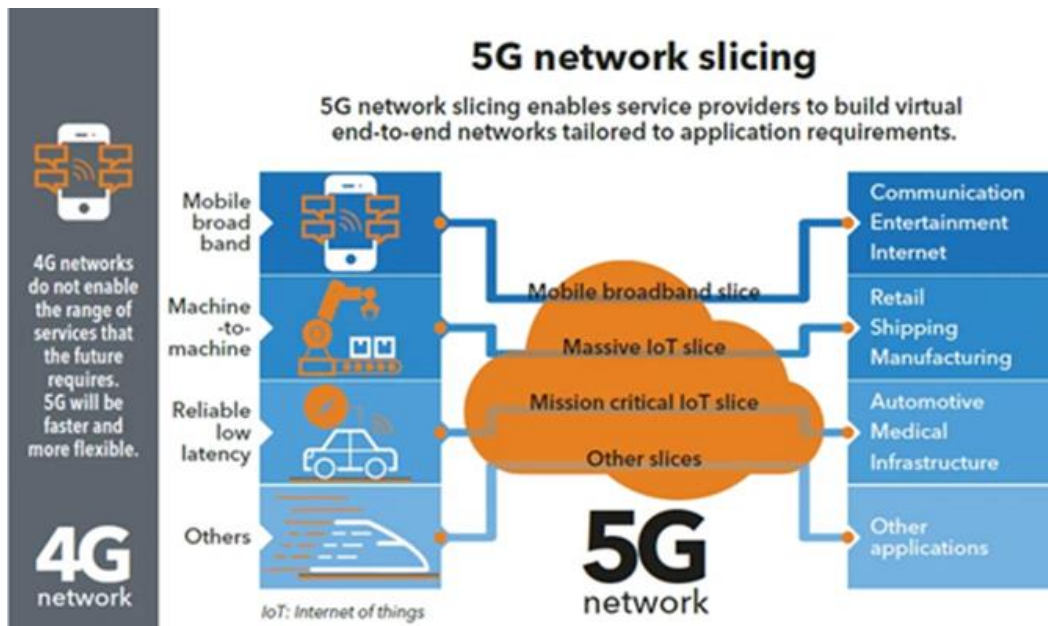 5G network slicing
5G network slicing enables service providers to build virtual
end-to-end networks tailored to application requirements.
4G networks
do not enable
the range of
services that
the future
requires.
5G will be
faster and
more flexible.
4G
network
Mobile
broad
band
Machine
-to-
machine
Reliable
low
latency
Others
Mobile broadband slice
Massive IoT slice
Mission critical IoT slice
Other slices
5G
network
Communication
Entertainment
Internet
Retail
Shipping
Manufacturing
Automotive
Medical
Infrastructure
Other
applications
IoT: Internet of things